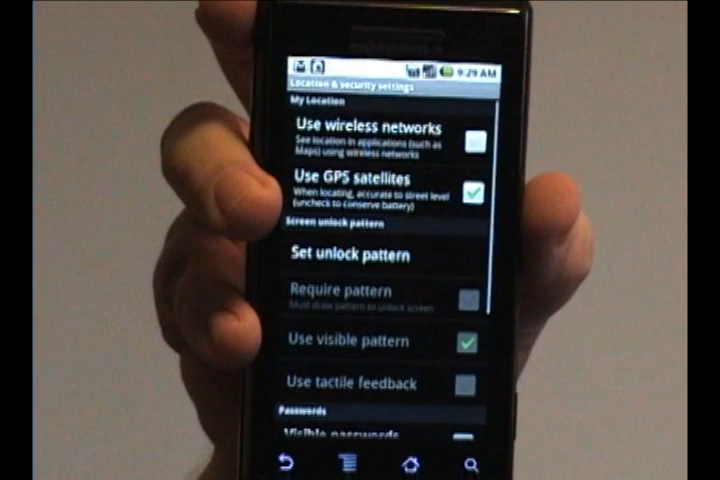 9:29 AM
Location & security settings
My Location
Use wireless networks
See location in applications (such as
Maps) using wireless networks
Use GPS satellites
When locating, accurate to street level
(uncheck to conserve battery)
Screen unlock pattern
Set unlock pattern
Require pattern
Must draw pattern to unlock screen
Use visible pattern
Use tactile feedback
Passwords
Visible passwords